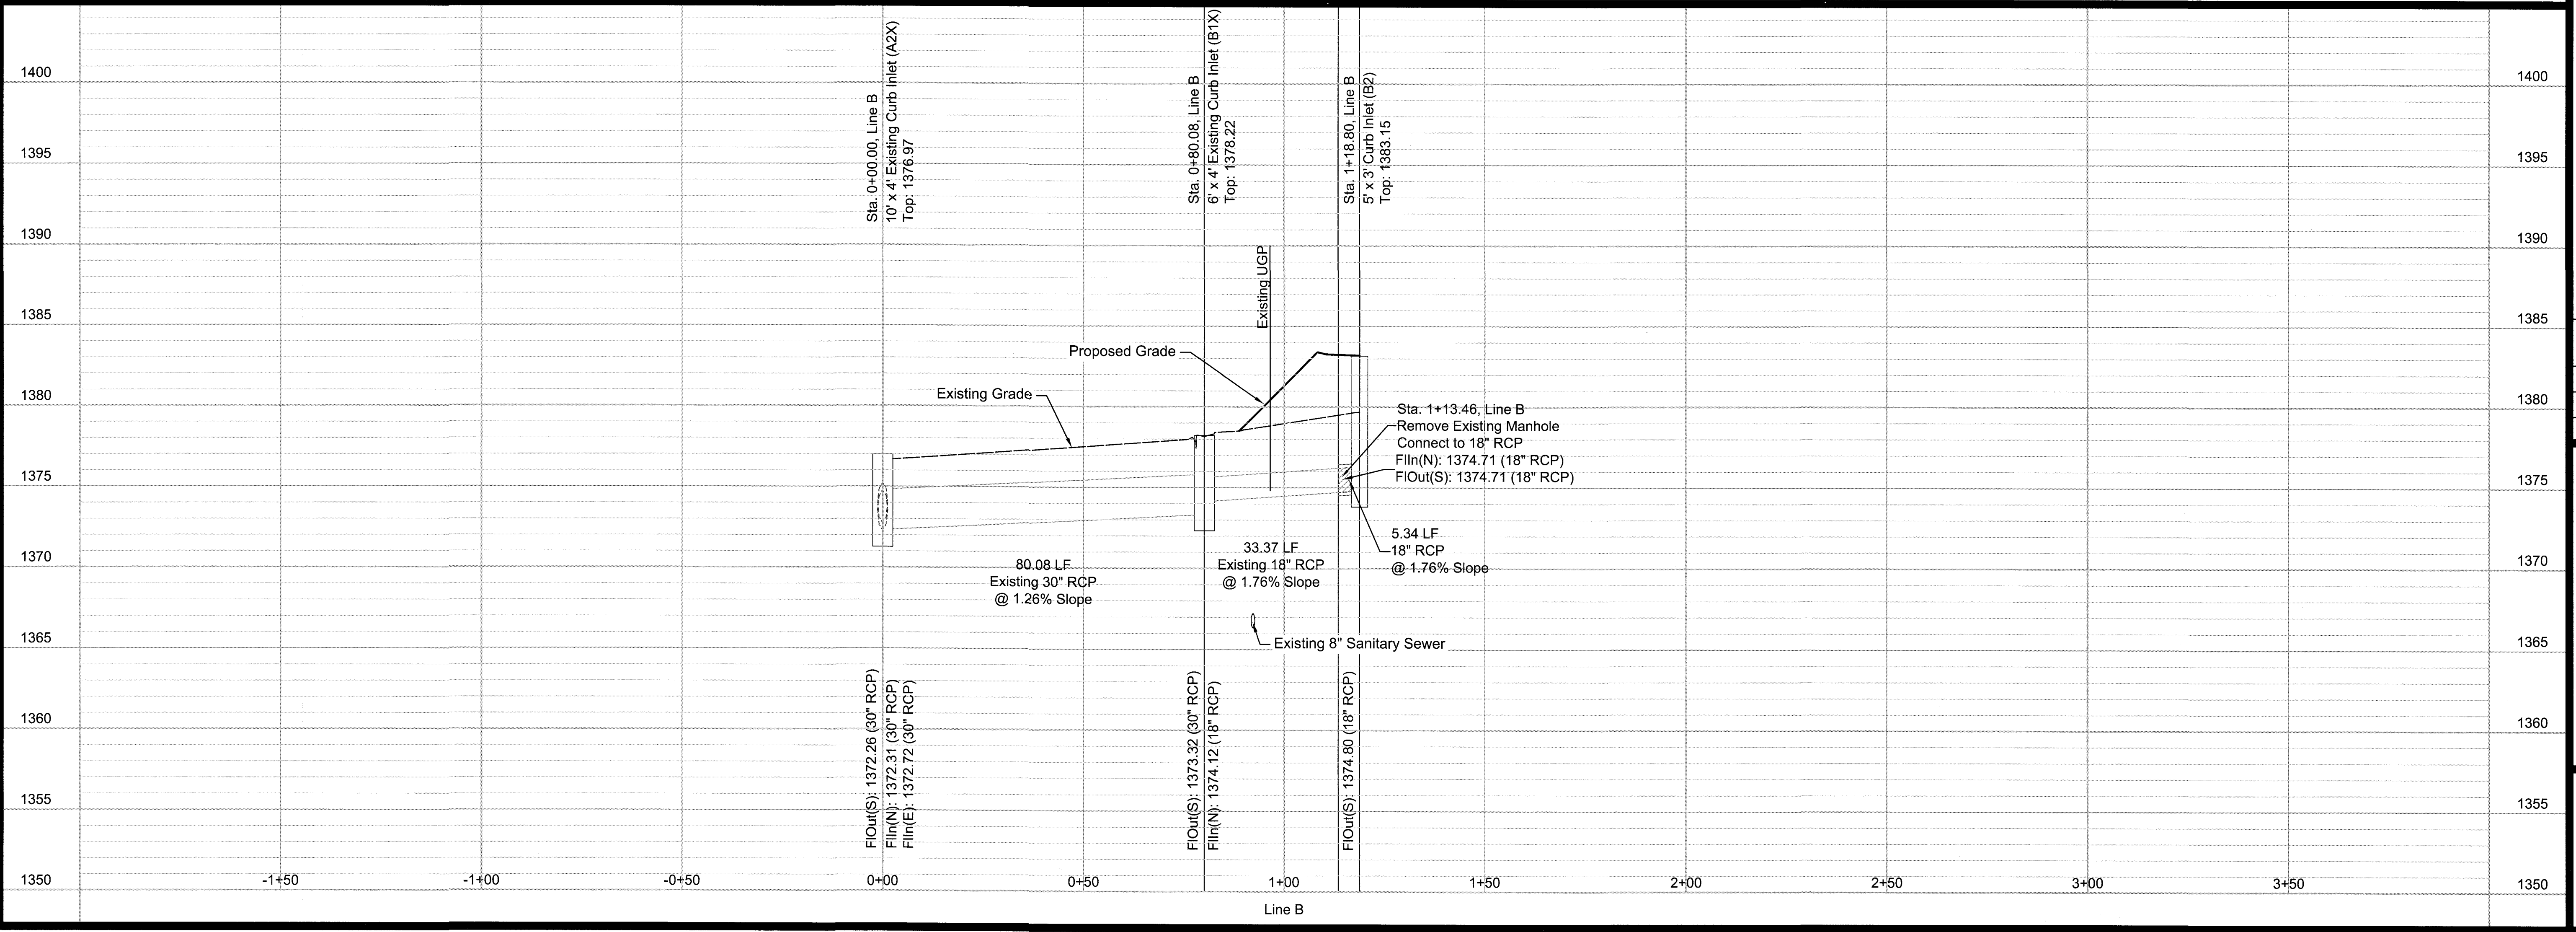 1400
1395
1390
1385
1380
1375
1370
1365
1360
1355
1350
Sta. 0+00.00, Line B
10' x 4' Existing Curb Inlet (A2X)
Top: 1376.97
Sta. 0+80.08, Line B
6' x 4' Existing Curb Inlet (B1X)
Top: 1378.22
Sta. 1+18.80, Line B
5' x 3' Curb Inlet (B2)
Top: 1383.15
Existing UGP
Proposed Grade
Existing Grade
Sta. 1+13.46, Line B
Remove Existing Manhole
Connect to 18" RCP
FlIn(N): 1374.71 (18" RCP)
FlOut(S): 1374.71 (18" RCP)
5.34 LF
18" RCP
@ 1.76% Slope
33.37 LF
Existing 18" RCP
@ 1.76% Slope
80.08 LF
Existing 30" RCP
@ 1.26% Slope
Existing 8" Sanitary Sewer
FlOut(S): 1372.26 (30" RCP)
FlIn(N): 1372.31 (30" RCP)
FlIn(E): 1372.72 (30" RCP)
FlOut(S): 1373.32 (30" RCP)
FlIn(N): 1374.12 (18" RCP)
FlOut(S): 1374.80 (18" RCP)
1400
1395
1390
1385
1380
1375
1370
1365
1360
1355
1350
-1+50
-1+00
-0+50
0+00
0+50
1+00
1+50
2+00
2+50
3+00
3+50
Line B